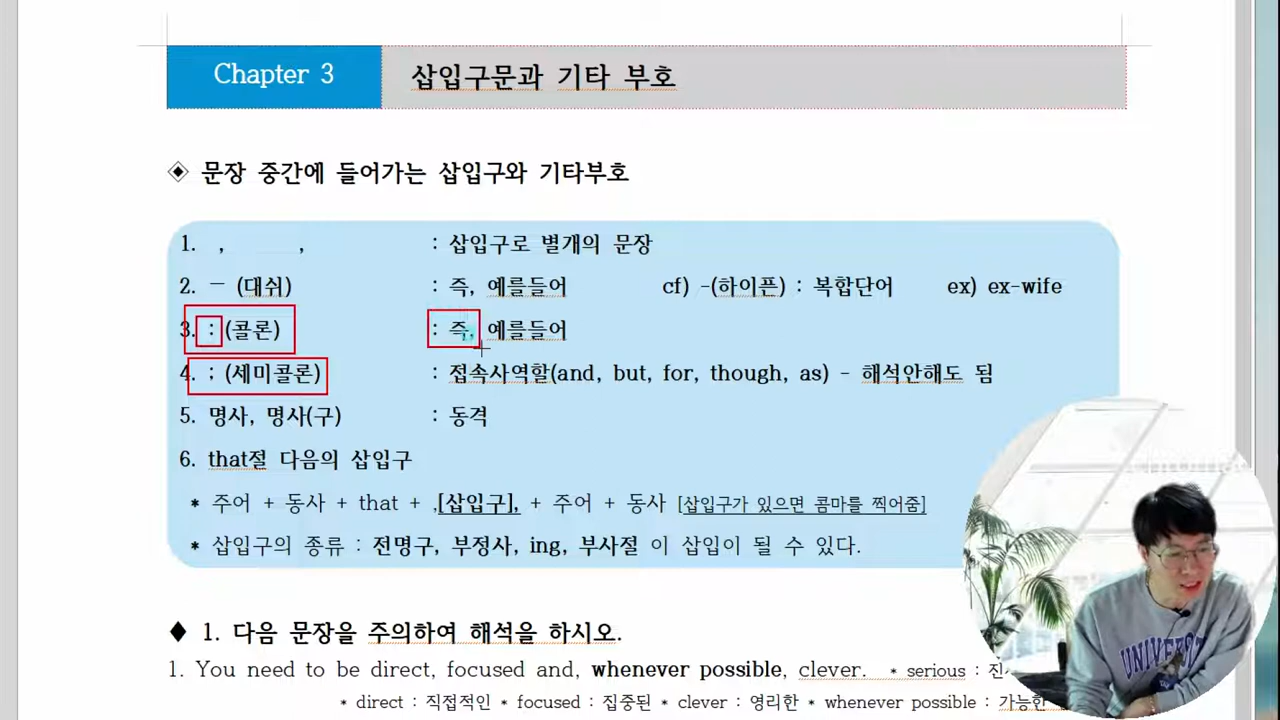 Chapter 3 삽입구문과 기타 부호
◈ 문장 중간에 들어가는 삽입구와 기타부호
1. , , : 삽입구로 별개의 문장
2. ㅡ (대쉬) : 즉, 예를들어 cf) -(하이픈) : 복합단어 ex) ex-wife
3. : (콜론) : 즉, 예를들어
4. ; (세미콜론) : 접속사역할(and, but, for, though, as) - 해석안해도 됨
5. 명사, 명사(구) : 동격
6. that절 다음의 삽입구
* 주어 + 동사 + that + ,[삽입구], + 주어 + 동사 [삽입구가 있으면 콤마를 찍어줌]
* 삽입구의 종류 : 전명구, 부정사, ing, 부사절 이 삽입이 될 수 있다.
◆ 1. 다음 문장을 주의하여 해석을 하시오.
1. You need to be direct, focused and, whenever possible, clever. * serious :
* direct : 직접적인 * focused : 집중된 * clever : 영리한 * whenever possible : 가능한